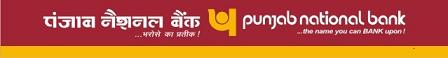 पंजाब नैशनल बैंक punjab national bank
...भरोसे का प्रतीक ! ...the name you can BANK upon !